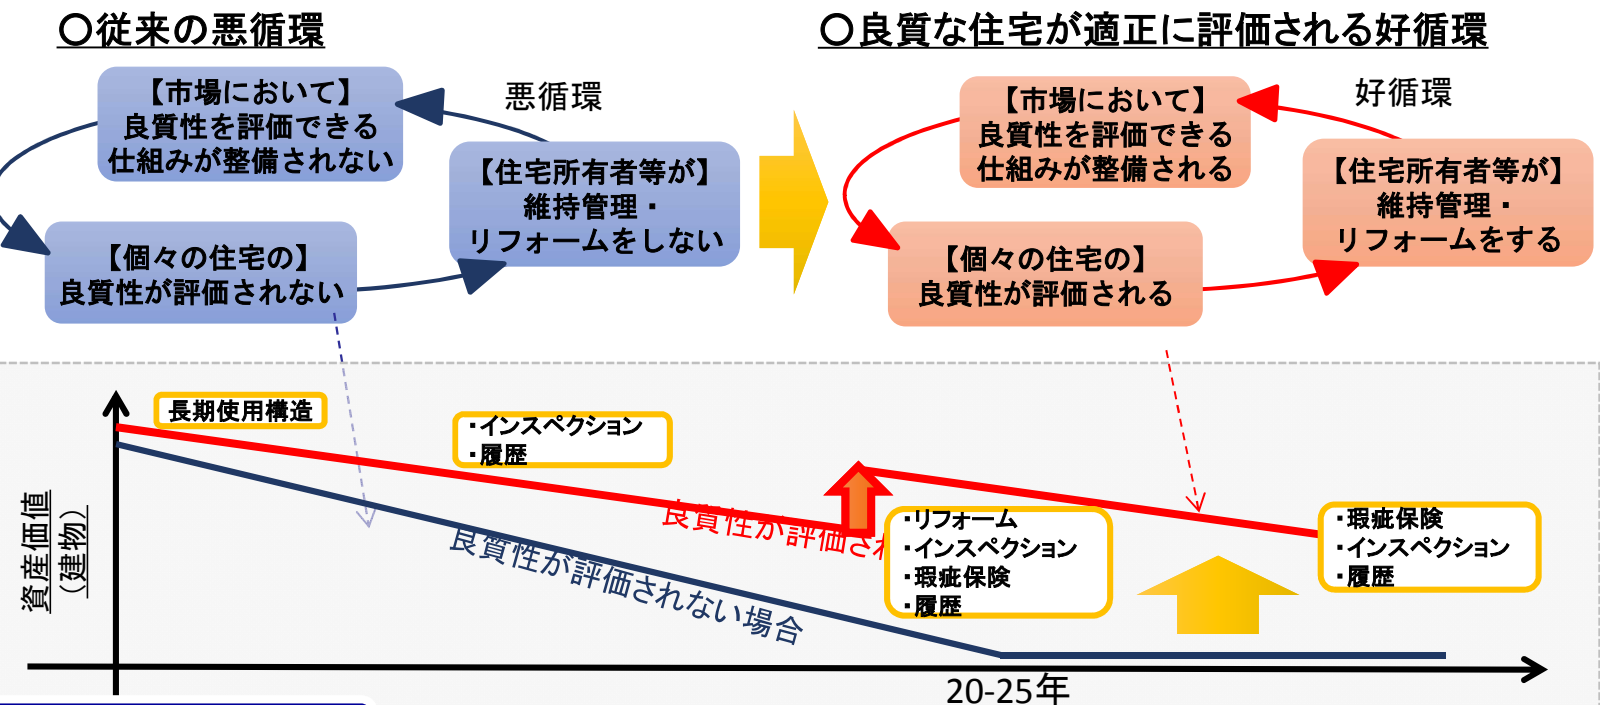 〇従来の悪循環
【市場において】
良質性を評価できる
仕組みが整備されない
悪循環
【住宅所有者等が】
維持管理・
リフォームをしない
【個々の住宅の】
良質性が評価されない
〇良質な住宅が適正に評価される好循環
【市場において】
良質性を評価できる
仕組みが整備される
好循環
【住宅所有者等が】
維持管理・
リフォームをする
【個々の住宅の】
良質性が評価される
資産価値
（建物）
長期使用構造
・インスペクション
・履歴
良質性が評価され
良質性が評価されない場合
・リフォーム
・インスペクション
・瑕疵保険
・履歴
・瑕疵保険
・インスペクション
・履歴
20-25年